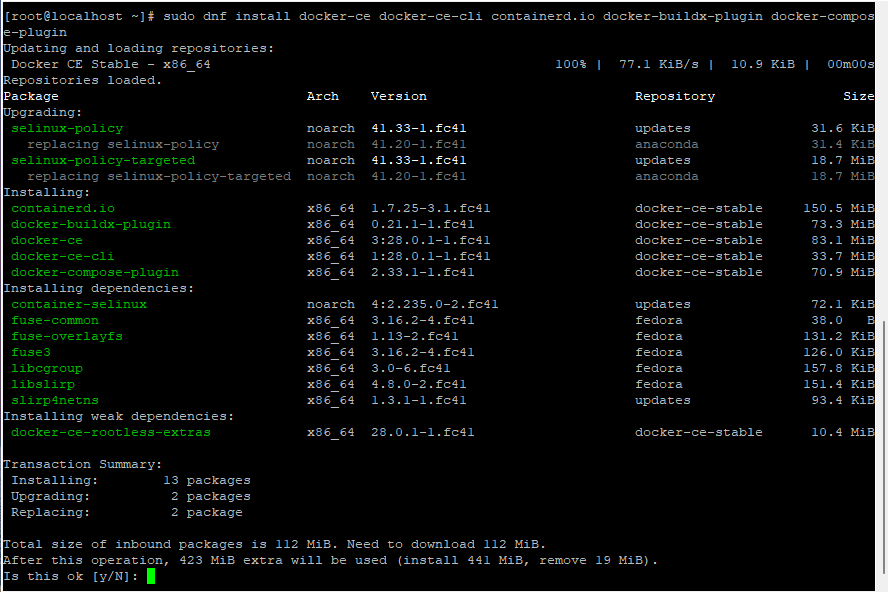 [root@localhost ~]# sudo dnf install docker-ce docker-ce-cli containerd.io docker-buildx-plugin docker-compos
e-plugin
Updating and loading repositories:
 Docker CE Stable - x86_64                                           100% |  77.1 KiB/s |  10.9 KiB |  00m00s
Repositories loaded.
Package                               Arch    Version                          Repository                Size
Upgrading:
 selinux-policy                       noarch  41.33-1.fc41                     updates               31.6 KiB
   replacing selinux-policy           noarch  41.20-1.fc41                     anaconda              31.4 KiB
 selinux-policy-targeted              noarch  41.33-1.fc41                     updates               18.7 MiB
   replacing selinux-policy-targeted  noarch  41.20-1.fc41                     anaconda              18.7 MiB
Installing:
 containerd.io                        x86_64  1.7.25-3.1.fc41                  docker-ce-stable     150.5 MiB
 docker-buildx-plugin                 x86_64  0.21.1-1.fc41                    docker-ce-stable      73.3 MiB
 docker-ce                            x86_64  3:28.0.1-1.fc41                  docker-ce-stable      83.1 MiB
 docker-ce-cli                        x86_64  1:28.0.1-1.fc41                  docker-ce-stable      33.7 MiB
 docker-compose-plugin                x86_64  2.33.1-1.fc41                    docker-ce-stable      70.9 MiB
Installing dependencies:
 container-selinux                    noarch  4:2.235.0-2.fc41                 updates               72.1 KiB
 fuse-common                          x86_64  3.16.2-4.fc41                    fedora                38.0   B
 fuse-overlayfs                       x86_64  1.13-2.fc41                      fedora               131.2 KiB
 fuse3                                x86_64  3.16.2-4.fc41                    fedora               126.0 KiB
 libcgroup                            x86_64  3.0-6.fc41                       fedora               157.8 KiB
 libslirp                             x86_64  4.8.0-2.fc41                     fedora               151.4 KiB
 slirp4netns                          x86_64  1.3.1-1.fc41                     updates               93.4 KiB
Installing weak dependencies:
 docker-ce-rootless-extras            x86_64  28.0.1-1.fc41                    docker-ce-stable      10.4 MiB
Transaction Summary:
 Installing:        13 packages
 Upgrading:          2 packages
 Replacing:          2 package
Total size of inbound packages is 112 MiB. Need to download 112 MiB.
After this operation, 423 MiB extra will be used (install 441 MiB, remove 19 MiB).
Is this ok [y/N]: